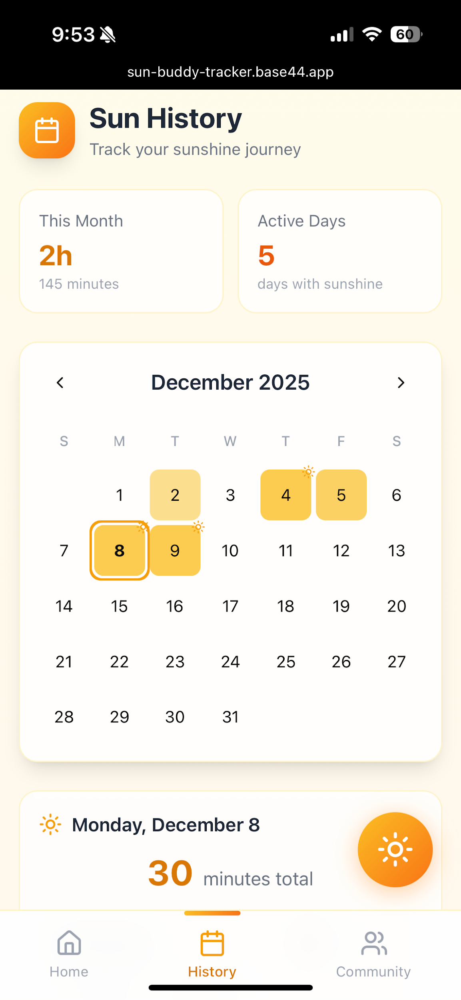 9:53
60
sun-buddy-tracker.base44.app
Sun History
Track your sunshine journey
This Month
2h
145 minutes
Active Days
5
days with sunshine
December 2025
S M T W T F S
1 2 3 4 5 6
7 8 9 10 11 12 13
14 15 16 17 18 19 20
21 22 23 24 25 26 27
28 29 30 31
Monday, December 8
30 minutes total
Home History Community